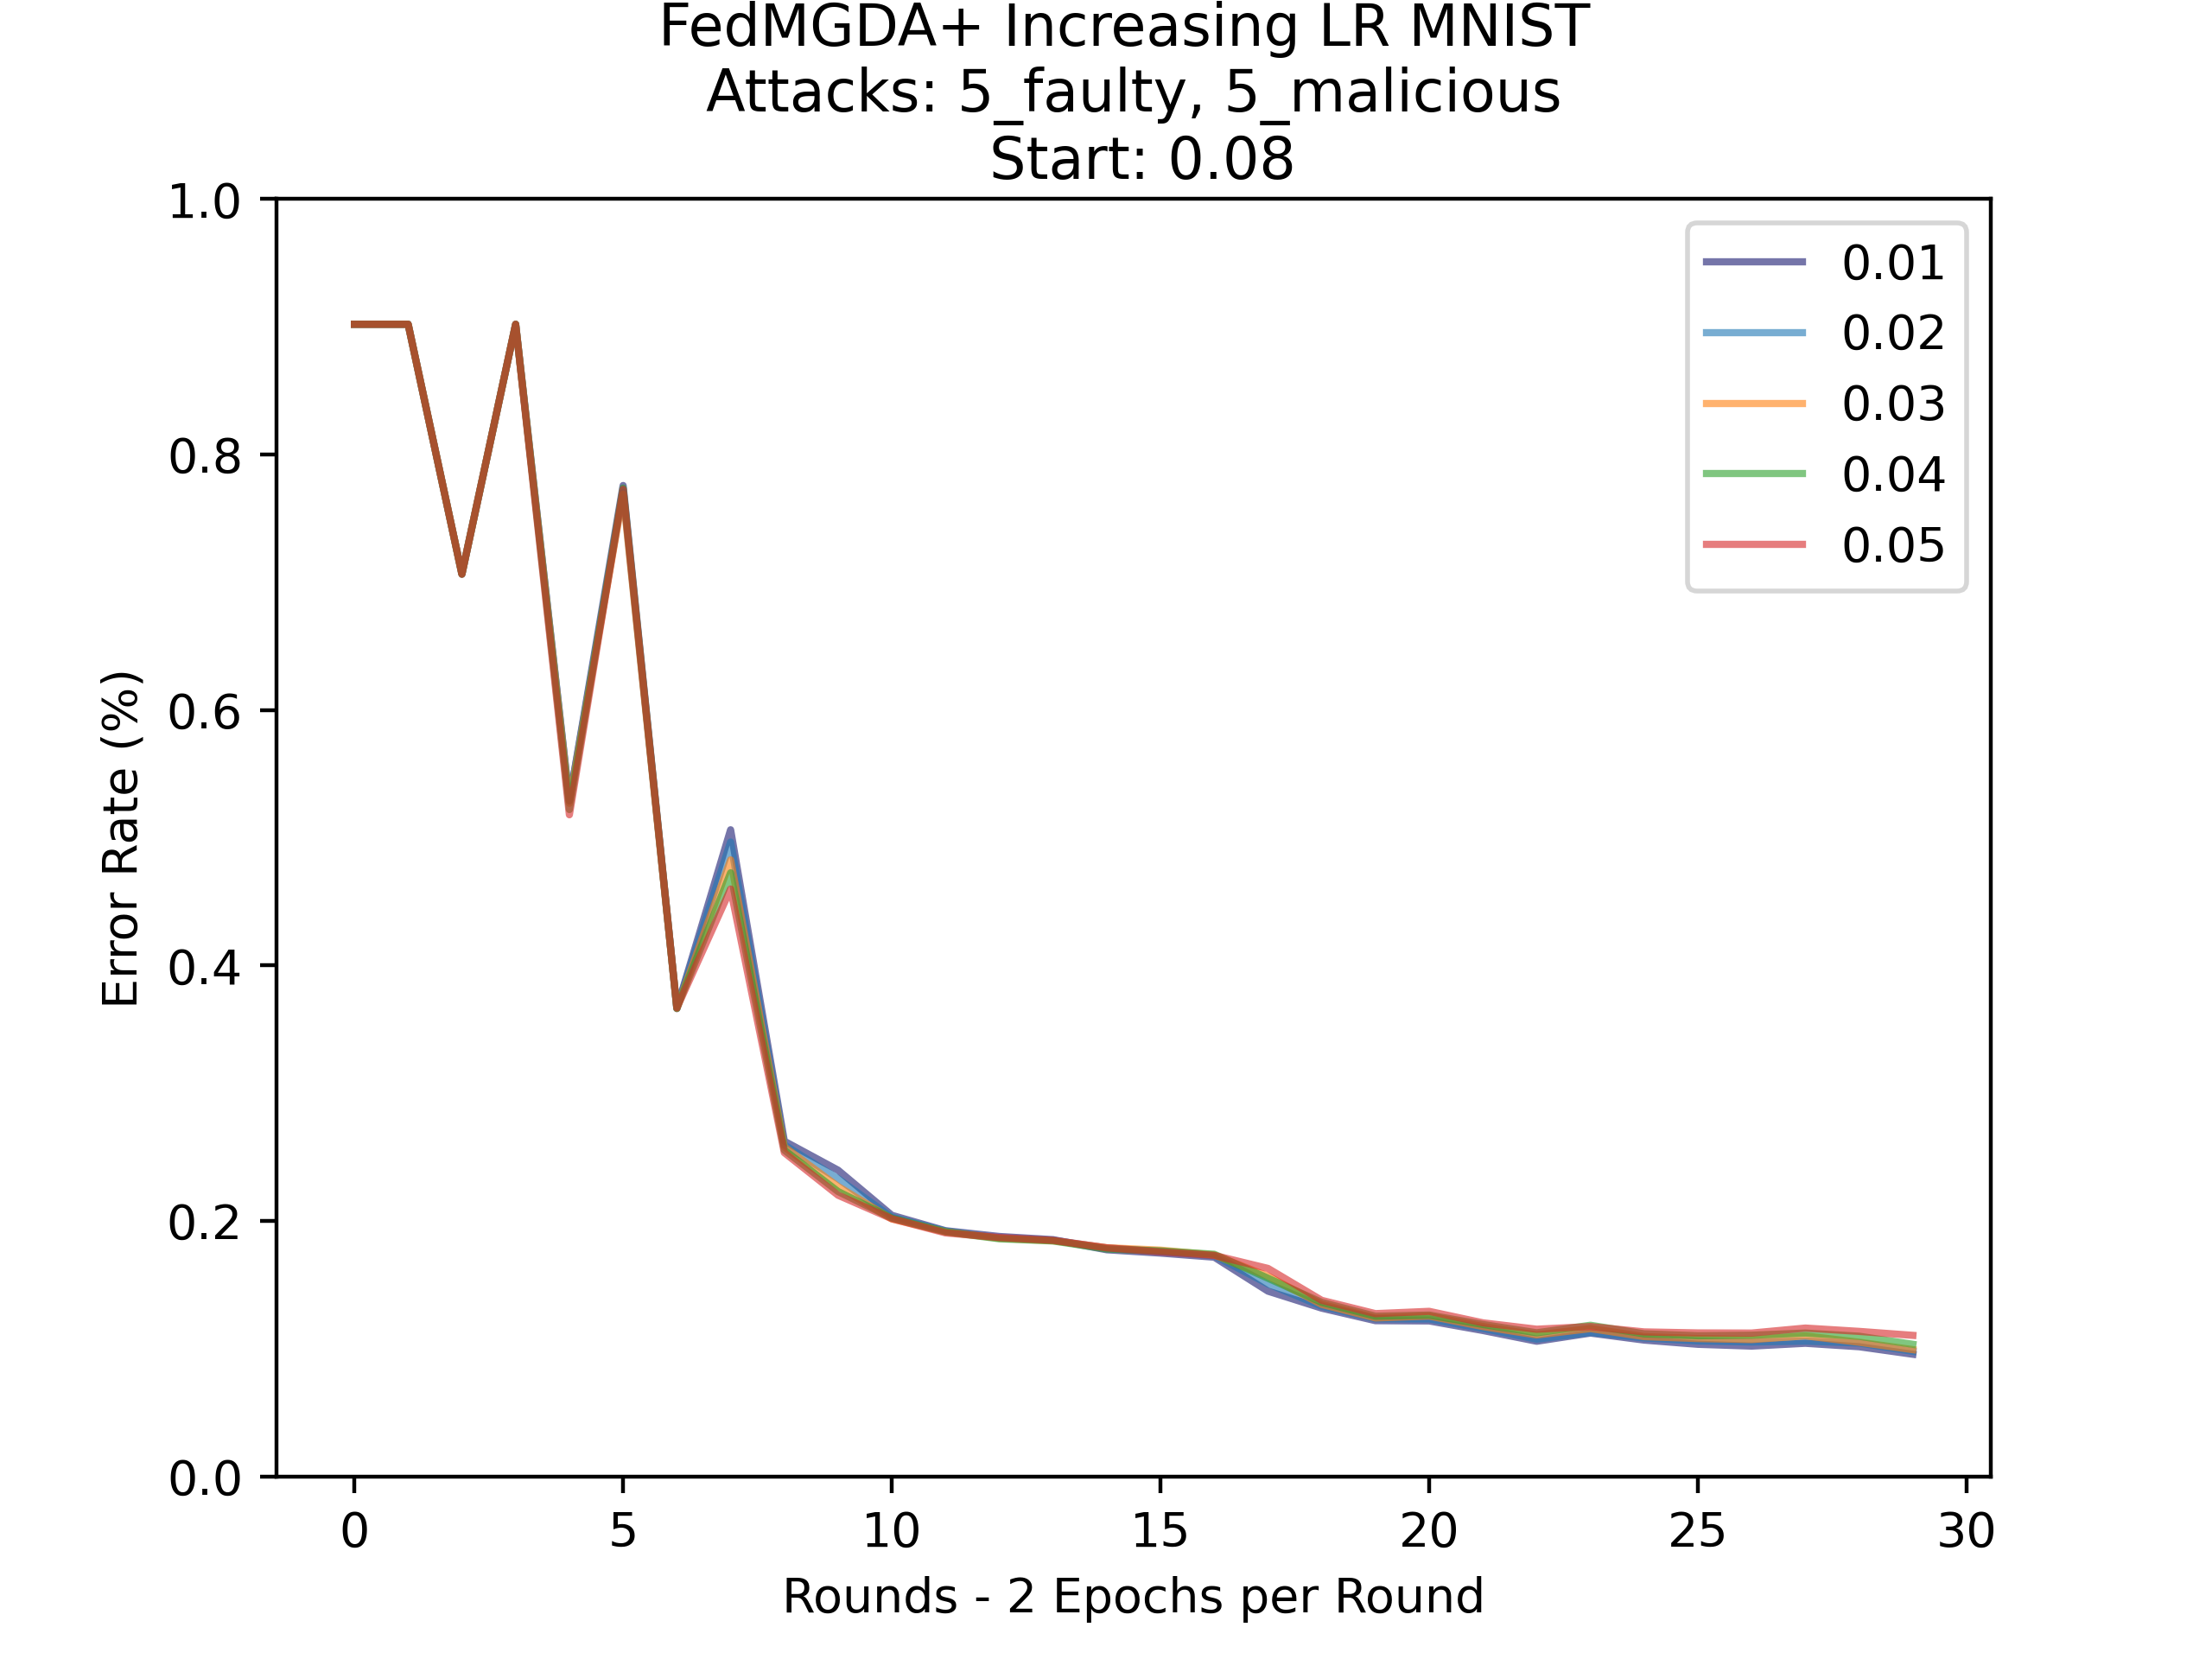 FedMGDA+ Increasing LR MNIST
Attacks: 5_faulty, 5_malicious
Start: 0.08
1.0
0.8
0.6
0.4
0.2
0.0
Error Rate (%)
0.01
0.02
0.03
0.04
0.05
0 5 10 15 20 25 30
Rounds - 2 Epochs per Round